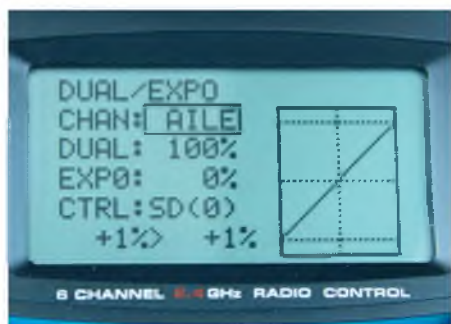 DUAL/EXPO
CHAN: AILE
DUAL: 100%
EXPO: 0%
CTRL:SD(0)
+1%> +1%
6 CHANNEL 2.4GHz RADIO CONTROL